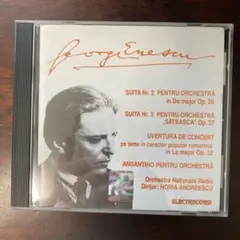 George Enescu
SUITA Nr. 2 PENTRU ORCHESTRĂ
in Do major Op. 20
SUITA Nr. 3 PENTRU ORCHESTRĂ
"SĂTEASCA" Op. 27
UVERTURA DE CONCERT
pe teme în caracter popular românesc
în La major Op. 32
ANDANTINO PENTRU ORCHESTRĂ
Orchestra Naţională Radio
Dirijor: HORIA ANDREESCU
ELECTRECORD